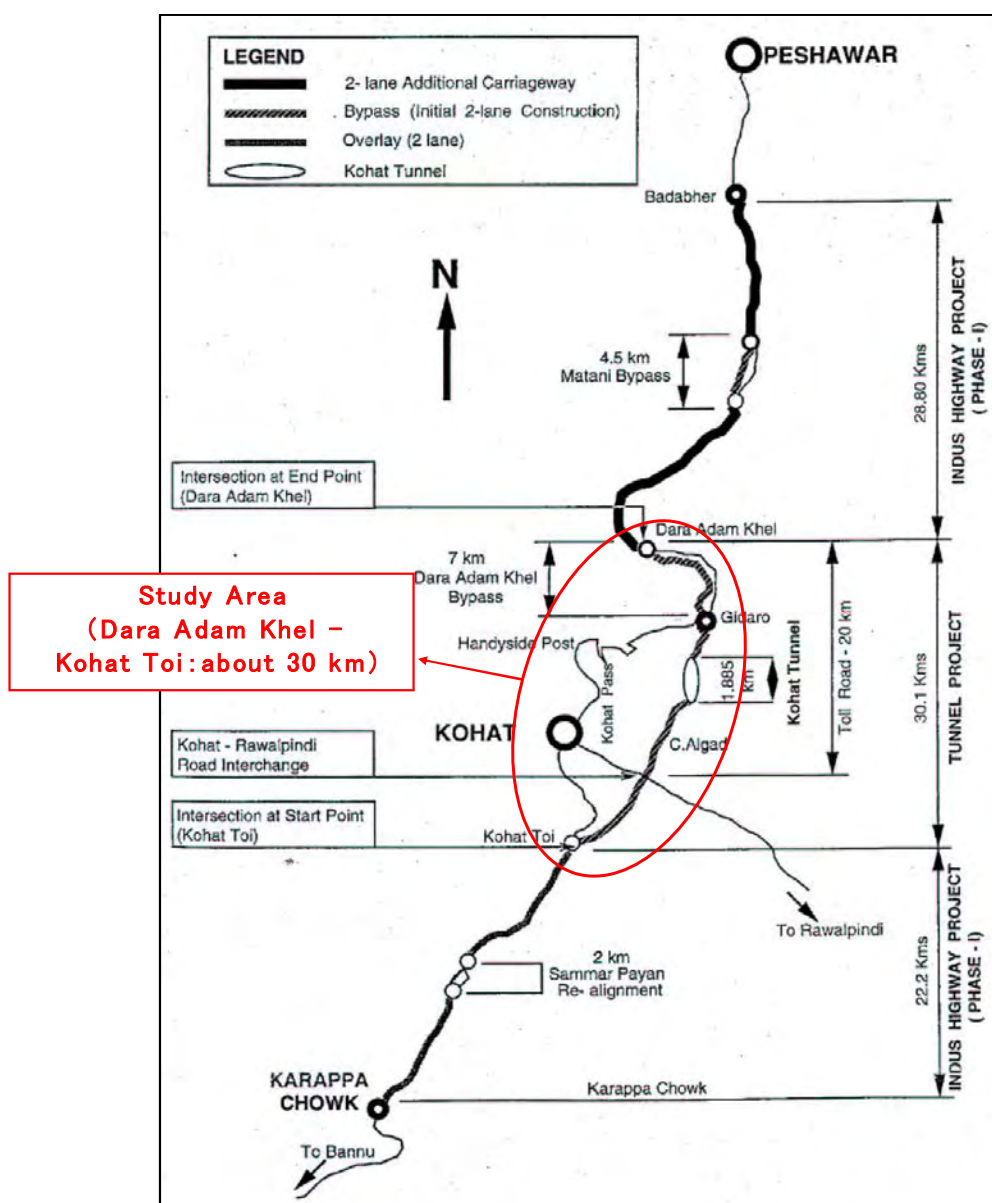 LEGEND
2- lane Additional Carriageway
Bypass (Initial 2-lane Construction)
Overlay (2 lane)
Kohat Tunnel
PESHAWAR
Badabher
N
4.5 km
Matani Bypass
28.80 Kms
INDUS HIGHWAY PROJECT
( PHASE - I)
Intersection at End Point
(Dara Adam Khel)
Dara Adam Khel
7 km
Dara Adam Khel
Bypass
Study Area
(Dara Adam Khel –
Kohat Toi:about 30 km)
Gidaro
Handyside Post
Kohat Pass
1.885
km
Kohat Tunnel
Toll Road - 20 km
30.1 Kms
TUNNEL PROJECT
KOHAT
C.Algad
Kohat - Rawalpindi
Road Interchange
Intersection at Start Point
(Kohat Toi)
Kohat Toi
To Rawalpindi
2 km
Sammar Payan
Re- alignment
22.2 Kms
INDUS HIGHWAY PROJECT
( PHASE - I)
KARAPPA
CHOWK
Karappa Chowk
To Bannu